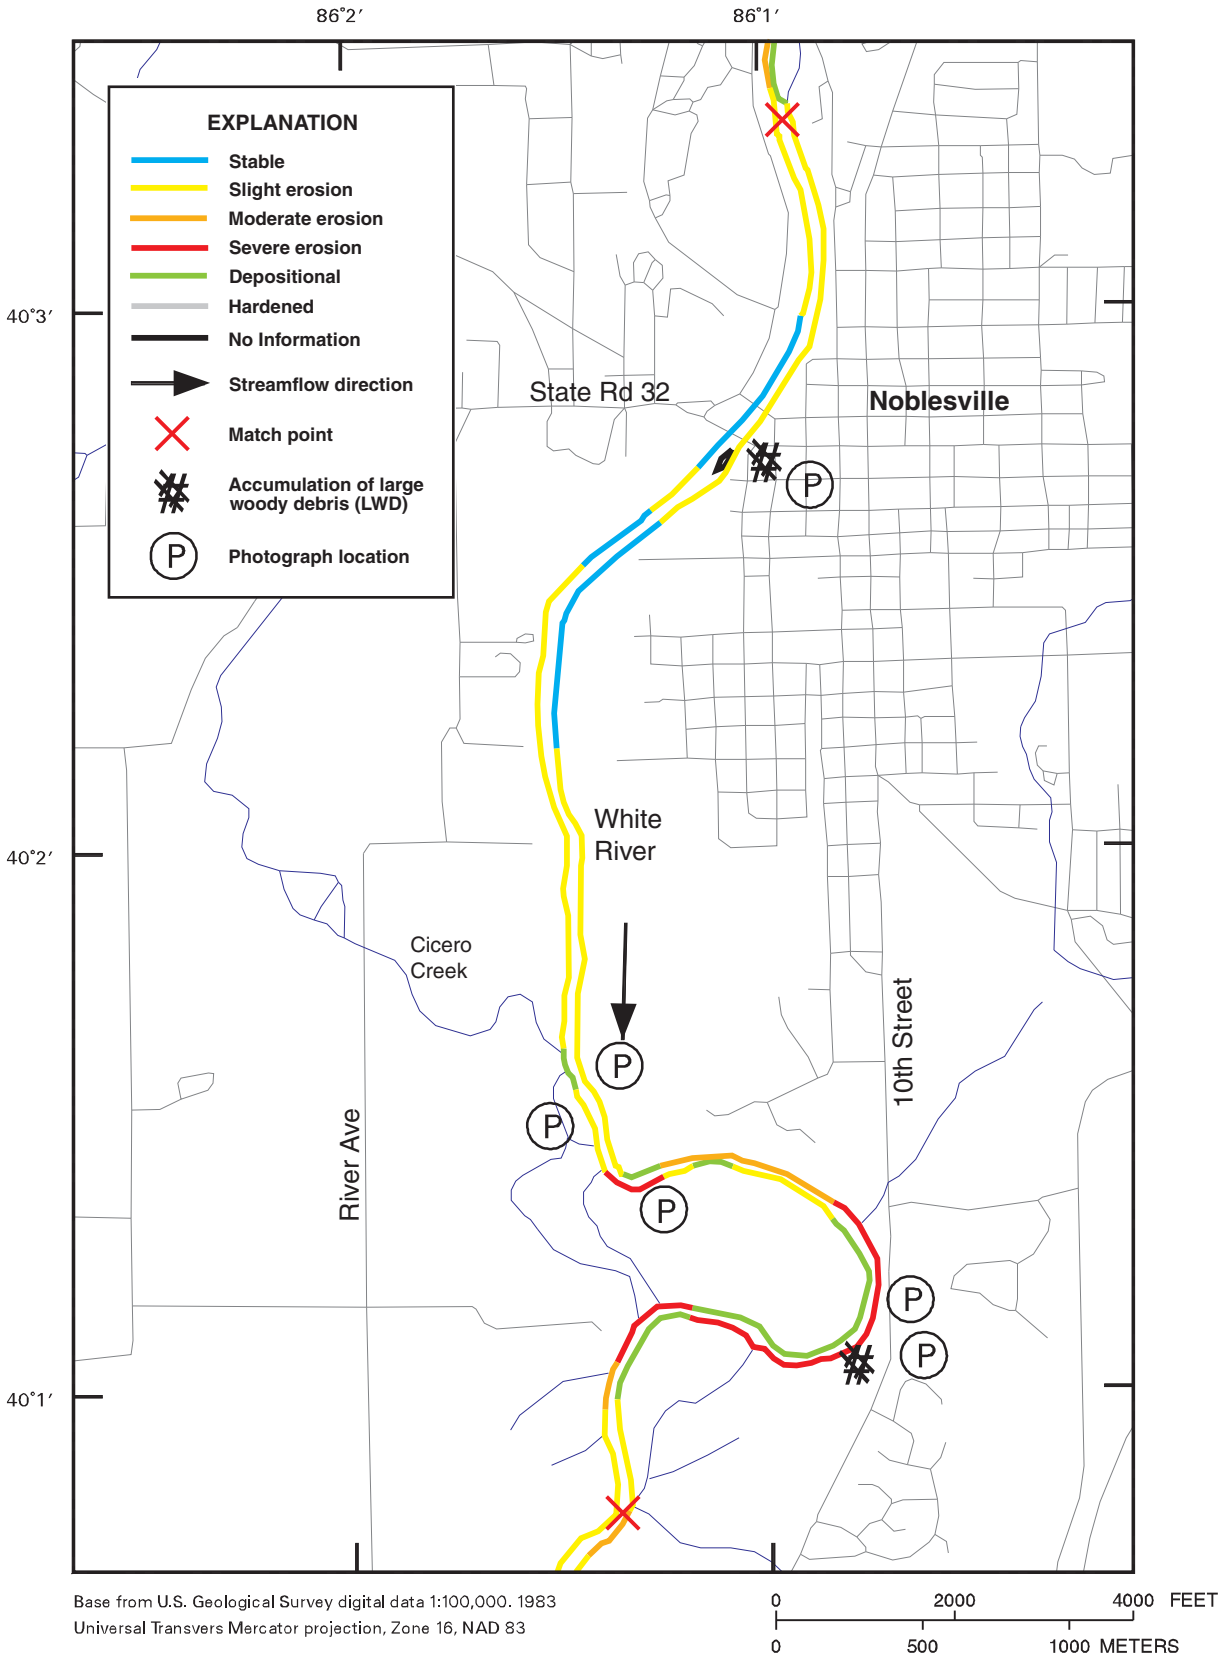 86°2′ 86°1′
EXPLANATION
Stable
Slight erosion
Moderate erosion
Severe erosion
Depositional
Hardened
No Information
Streamflow direction
Match point
Accumulation of large
woody debris (LWD)
P Photograph location
40°3′
State Rd 32
Noblesville
P
White
River
40°2′
Cicero
Creek
10th Street
P
P
River Ave
P
P
P
40°1′
Base from U.S. Geological Survey digital data 1:100,000. 1983
Universal Transvers Mercator projection, Zone 16, NAD 83
0 2000 4000 FEET
0 500 1000 METERS